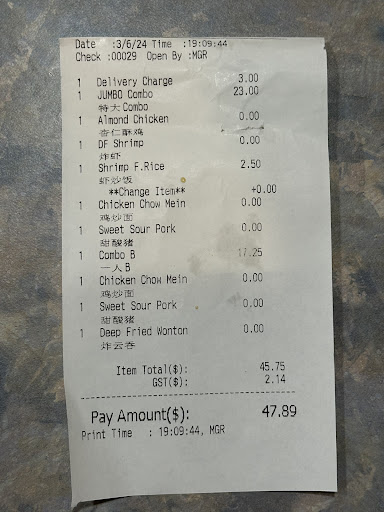 Date :3/6/24 Time :19:09:44
Check :00029 Open By :MGR
1 Delivery Charge 3.00
1 JUMBO Combo 23.00
特大Combo
1 Almond Chicken 0.00
杏仁酥鸡
1 DF Shrimp 0.00
炸虾
1 Shrimp F.Rice 2.50
虾炒饭
**Change Item** +0.00
1 Chicken Chow Mein 0.00
鸡炒面
1 Sweet Sour Pork 0.00
甜酸猪
1 Combo B 17.25
一人B
1 Chicken Chow Mein 0.00
鸡炒面
1 Sweet Sour Pork 0.00
甜酸猪
1 Deep Fried Wonton 0.00
炸云吞
Item Total($): 45.75
GST($): 2.14
Pay Amount($): 47.89
Print Time : 19:09:44, MGR